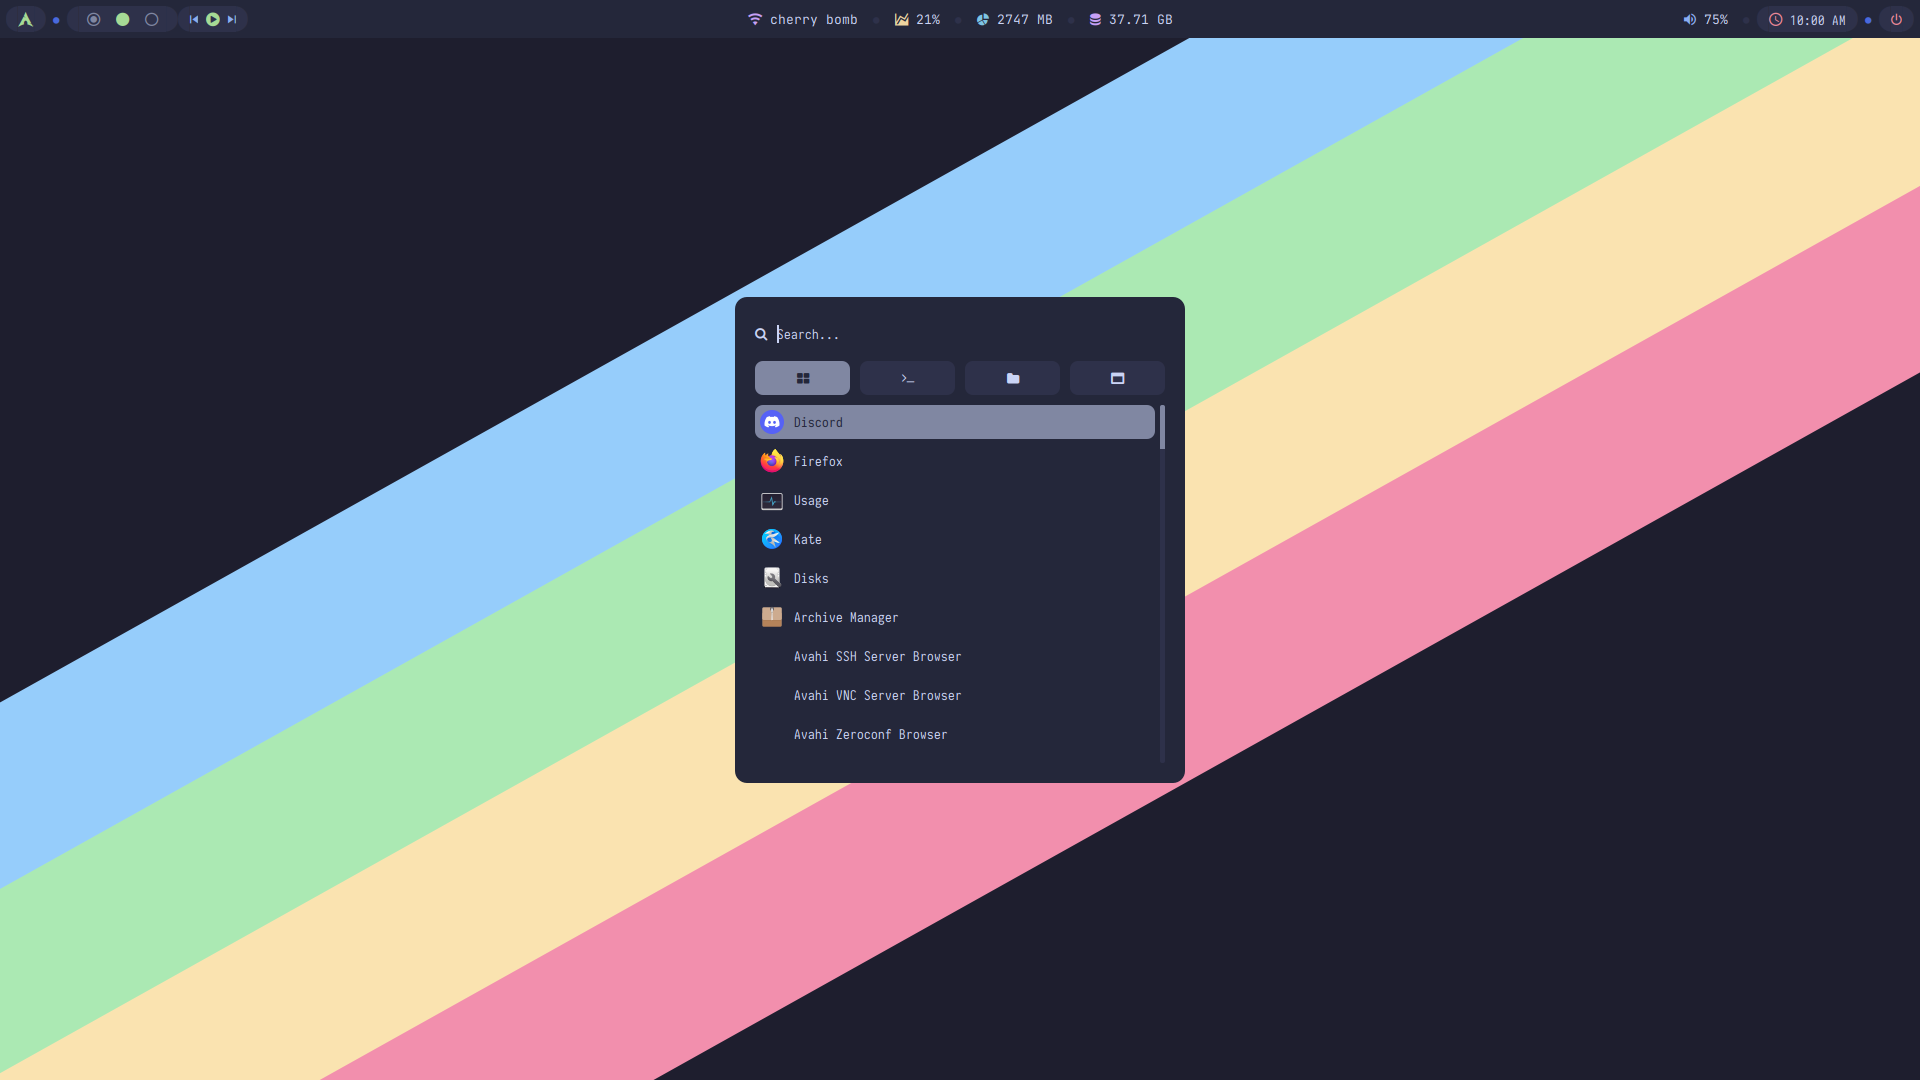 cherry bomb 21% 2747 MB 37.71 GB 75% 10:00 AM
Search...
Discord
Firefox
Usage
Kate
Disks
Archive Manager
Avahi SSH Server Browser
Avahi VNC Server Browser
Avahi Zeroconf Browser